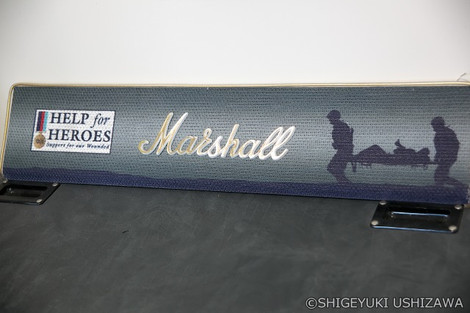 HELP for
HEROES
Support for our Wounded
Marshall
©SHIGEYUKI USHIZAWA